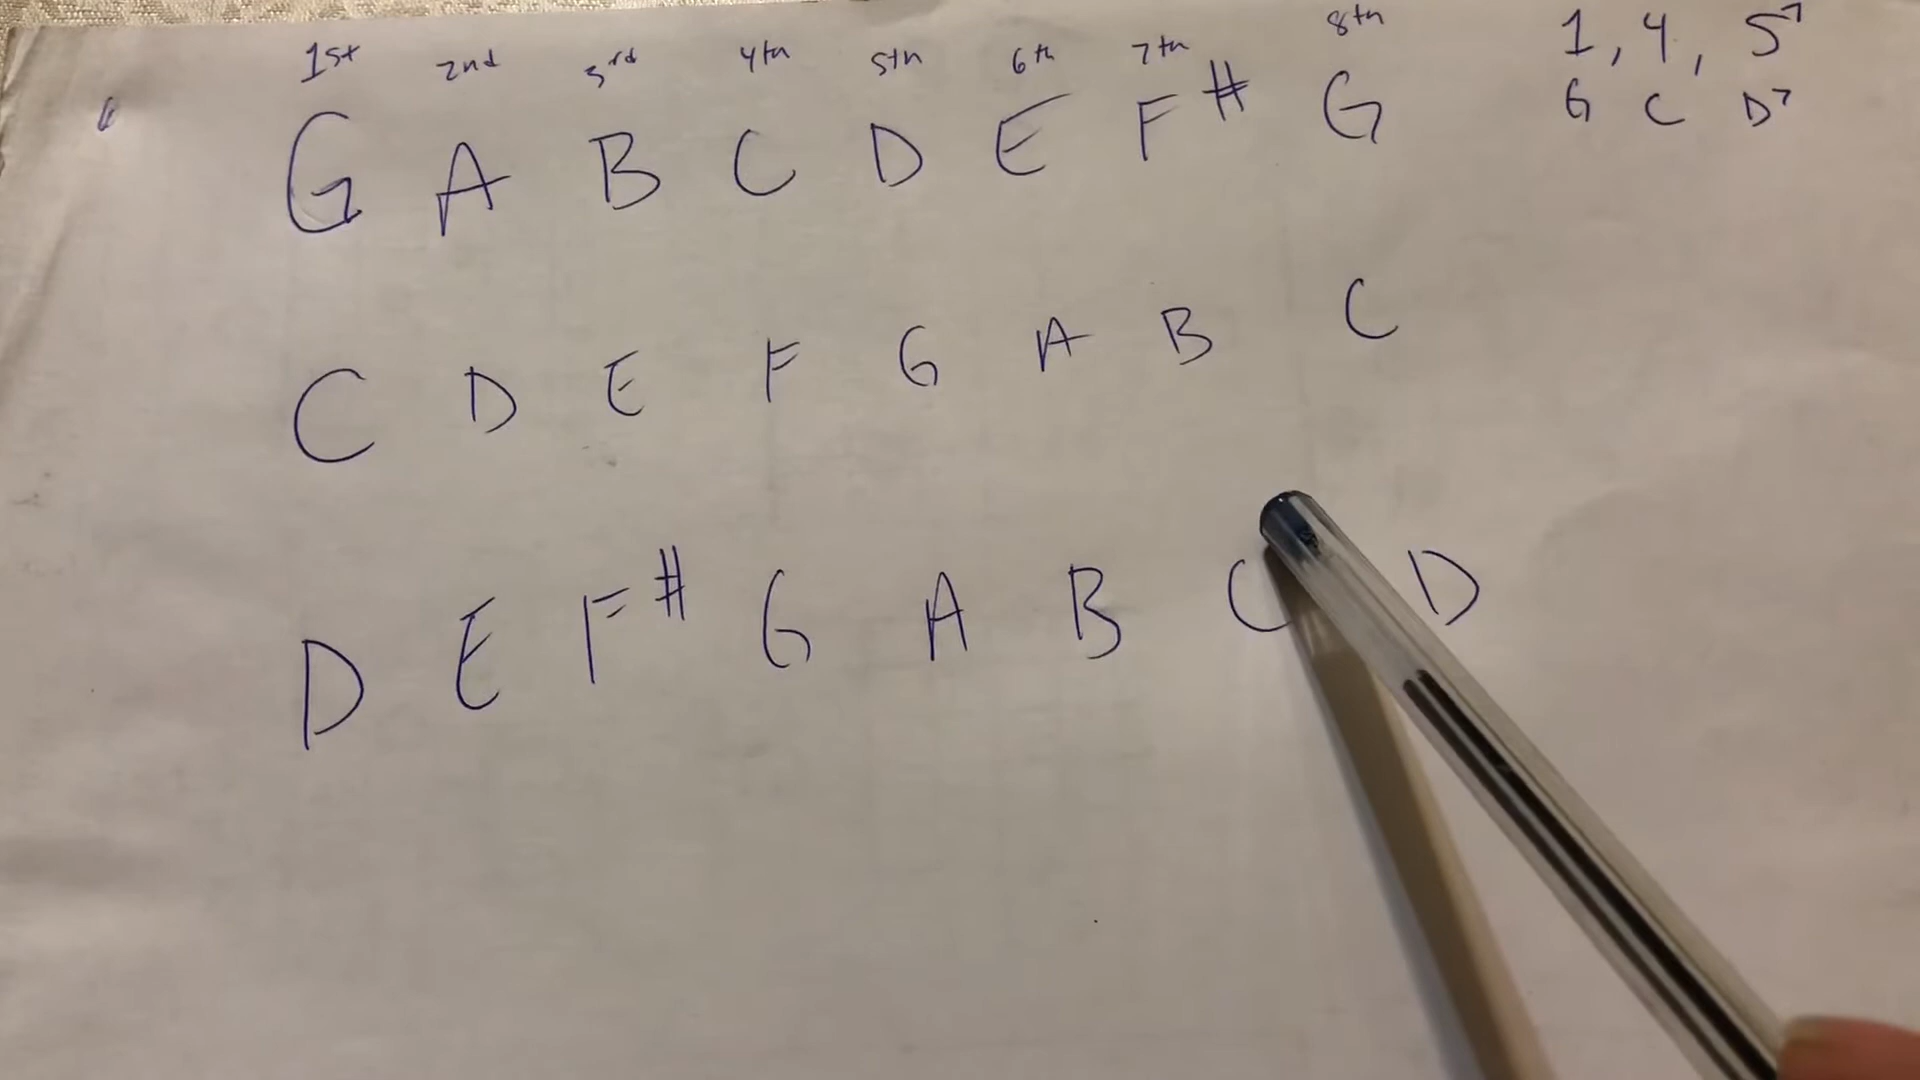 1st 2nd 3rd 4th 5th 6th 7th 8th 1, 4, 5⁷
G A B C D E F# G G C D⁷
C D E F G A B C
D E F# G A B C D